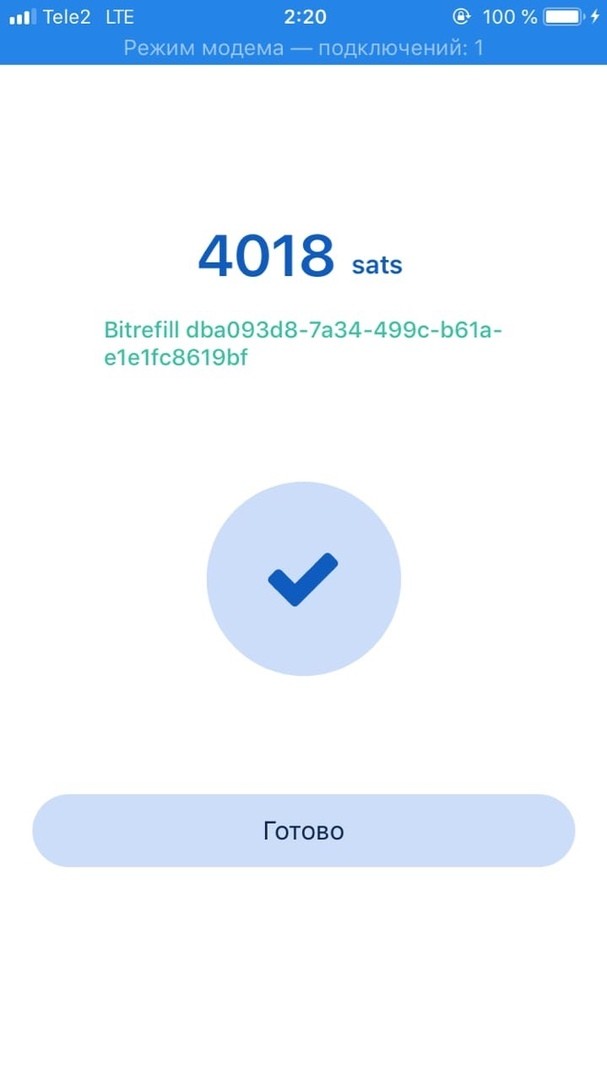 Tele2 LTE 2:20 100 %
Режим модема — подключений: 1
4018 sats
Bitrefill dba093d8-7a34-499c-b61a-
e1e1fc8619bf
Готово